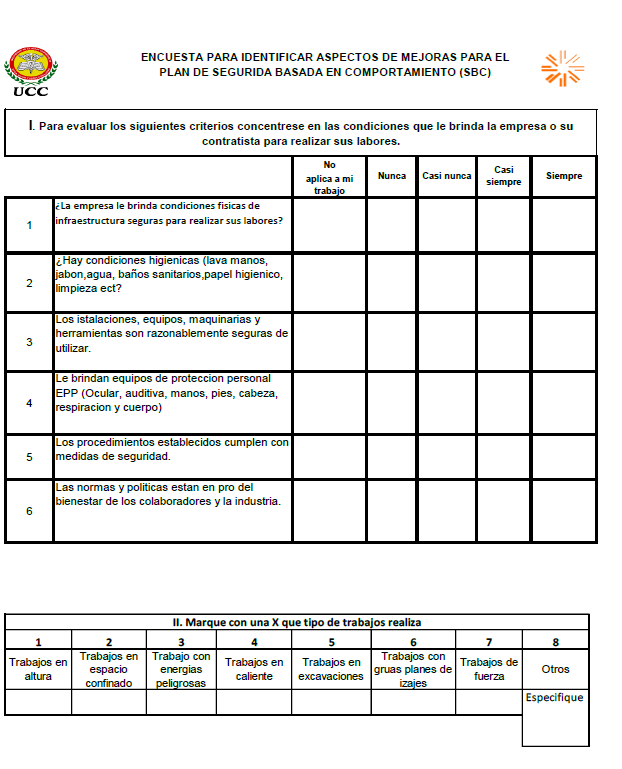 ENCUESTA PARA IDENTIFICAR ASPECTOS DE MEJORAS PARA EL
PLAN DE SEGURIDA BASADA EN COMPORTAMIENTO (SBC)
UCC
I. Para evaluar los siguientes criterios concentrese en las condiciones que le brinda la empresa o su
contratista para realizar sus labores.
No
aplica a mi
trabajo
Nunca
Casi nunca
Casi
siempre
Siempre
1
¿La empresa le brinda condiciones fisicas de
infraestructura seguras para realizar sus labores?
2
¿Hay condiciones higienicas (lava manos,
jabon,agua, baños sanitarios,papel higienico,
limpieza ect?
3
Los istalaciones, equipos, maquinarias y
herramientas son razonablemente seguras de
utilizar.
4
Le brindan equipos de proteccion personal
EPP (Ocular, auditiva, manos, pies, cabeza,
respiracion y cuerpo)
5
Los procedimientos establecidos cumplen con
medidas de seguridad.
6
Las normas y politicas estan en pro del
bienestar de los colaboradores y la industria.
II. Marque con una X que tipo de trabajos realiza
1 2 3 4 5 6 7 8
Trabajos en
altura
Trabajos en
espacio
confinado
Trabajo con
energias
peligrosas
Trabajos en
caliente
Trabajos en
excavaciones
Trabajos con
gruas planes de
izajes
Trabajos de
fuerza
Otros
Especifique